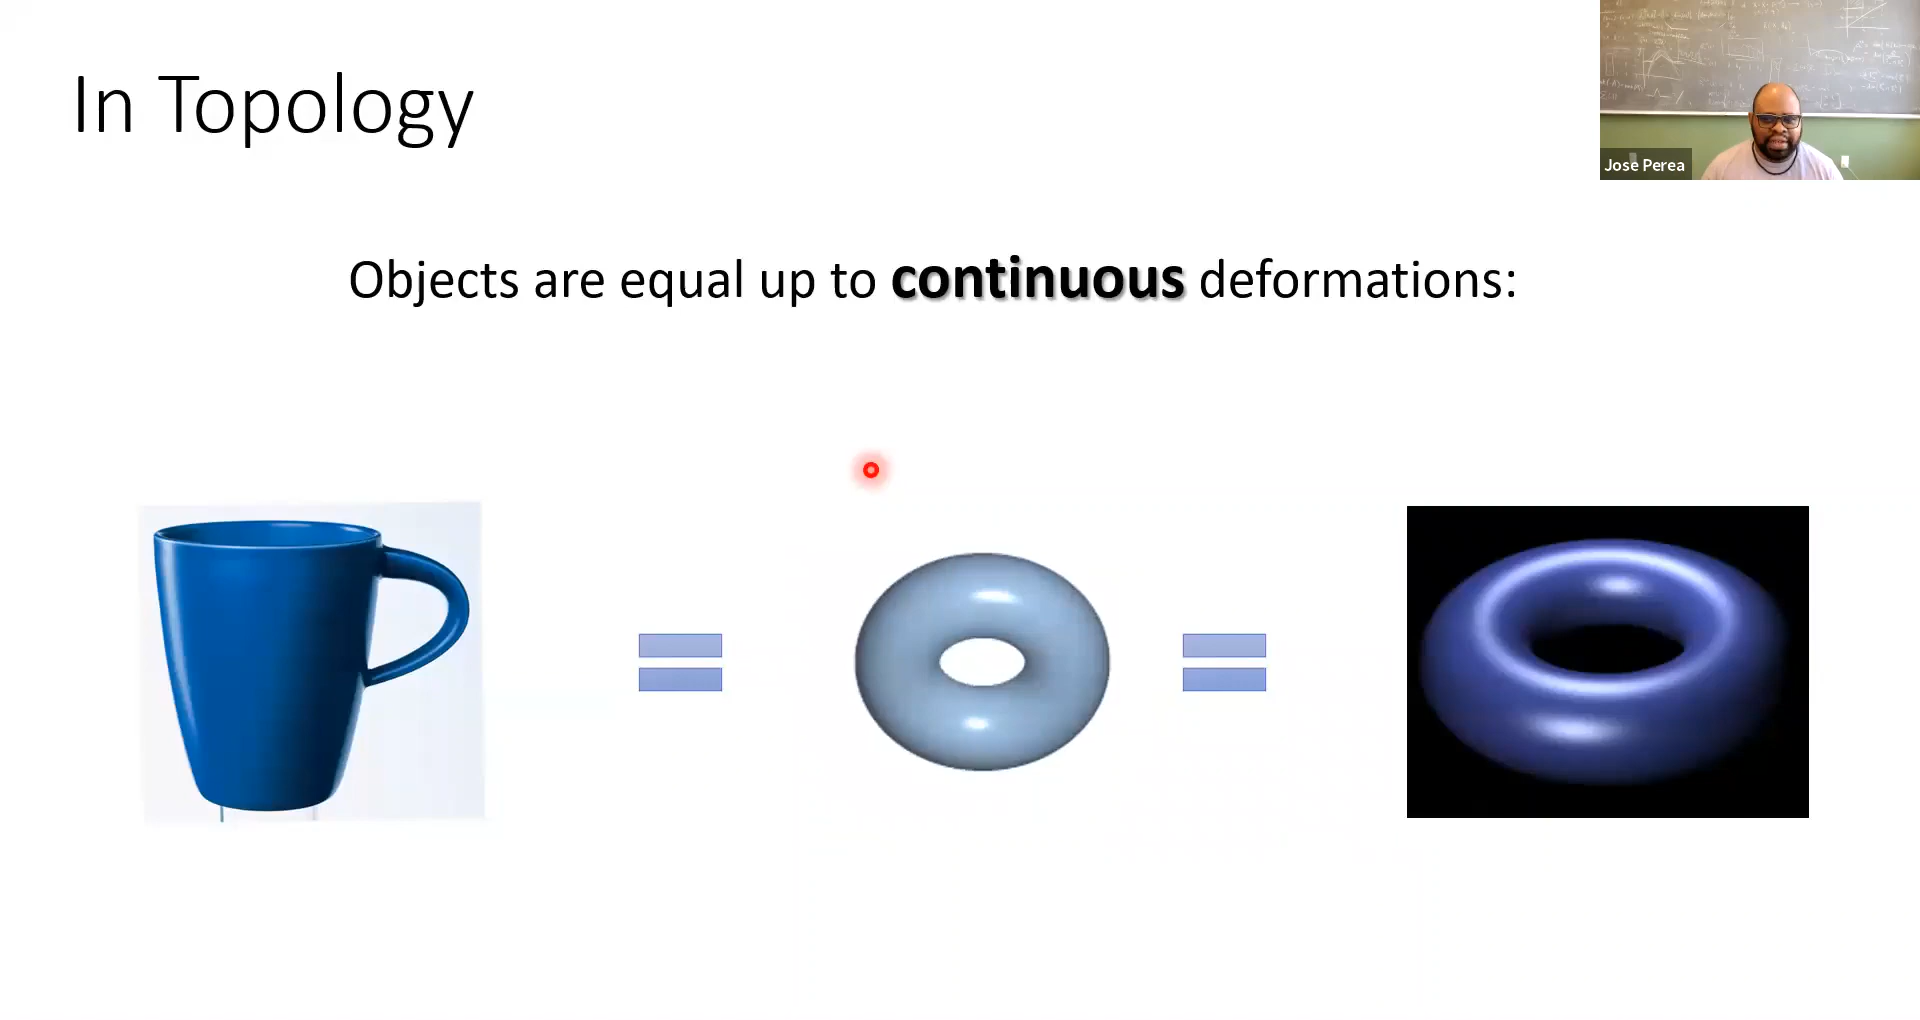 In Topology
Jose Perea
Objects are equal up to continuous deformations: